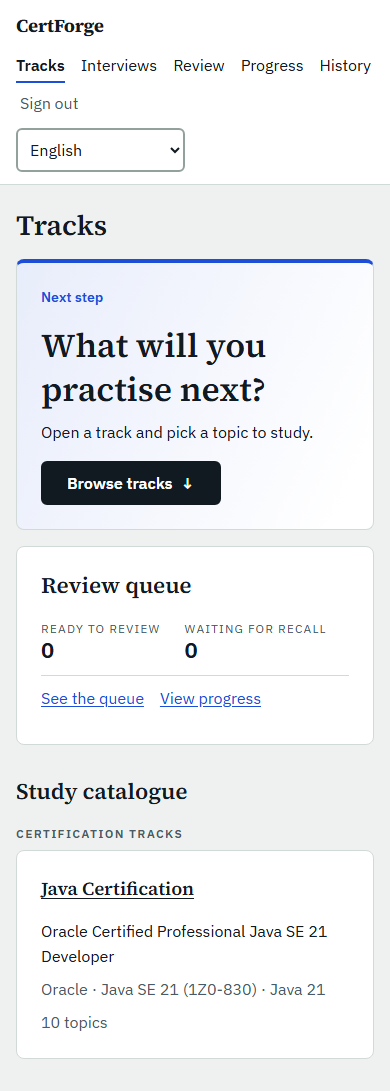 CertForge
Tracks Interviews Review Progress History
Sign out
English
Tracks
Next step
What will you
practise next?
Open a track and pick a topic to study.
Browse tracks ↓
Review queue
READY TO REVIEW WAITING FOR RECALL
0 0
See the queue View progress
Study catalogue
CERTIFICATION TRACKS
Java Certification
Oracle Certified Professional Java SE 21
Developer
Oracle · Java SE 21 (1Z0-830) · Java 21
10 topics